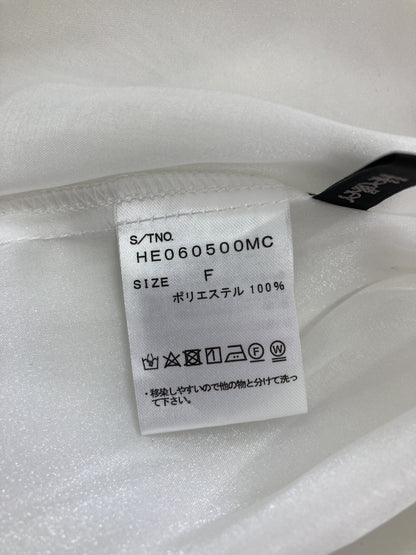 S/TNO.
HE060500MC
SIZE F
ポリエステル 100%
・移染しやすいので他の物と分けて洗っ
て下さい。